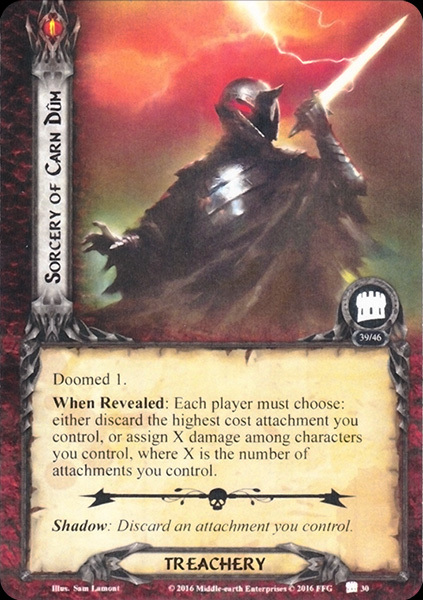 SORCERY OF CARN DÛM
39/46
Doomed 1.
When Revealed: Each player must choose:
either discard the highest cost attachment you
control, or assign X damage among characters
you control, where X is the number of
attachments you control.
Shadow: Discard an attachment you control.
TREACHERY
Illus. Sam Lamont
© 2016 Middle-earth Enterprises © 2016 FFG
30